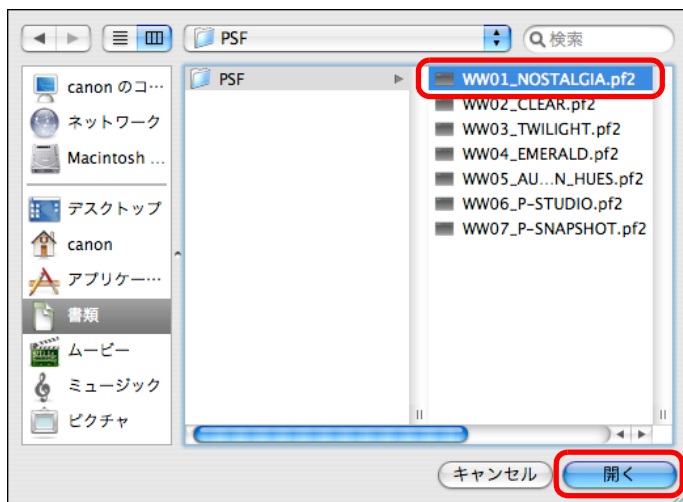 PSF
検索
canon のコ…
ネットワーク
Macintosh ...
デスクトップ
canon
アプリケー…
書類
ムービー
ミュージック
ピクチャ
PSF
WW01_NOSTALGIA.pf2
WW02_CLEAR.pf2
WW03_TWILIGHT.pf2
WW04_EMERALD.pf2
WW05_AU...N_HUES.pf2
WW06_P-STUDIO.pf2
WW07_P-SNAPSHOT.pf2
キャンセル
開く